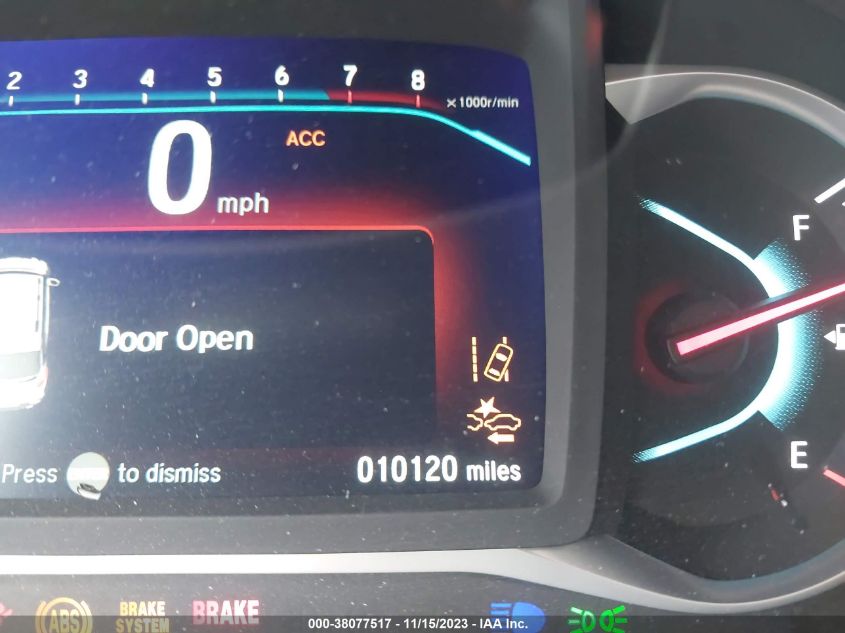 2 3 4 5 6 7 8
x1000r/min
ACC
0 mph
F
Door Open
E
Press to dismiss
010120 miles
ABS
BRAKE
SYSTEM
BRAKE
000-38077517 - 11/15/2023 - IAA Inc.